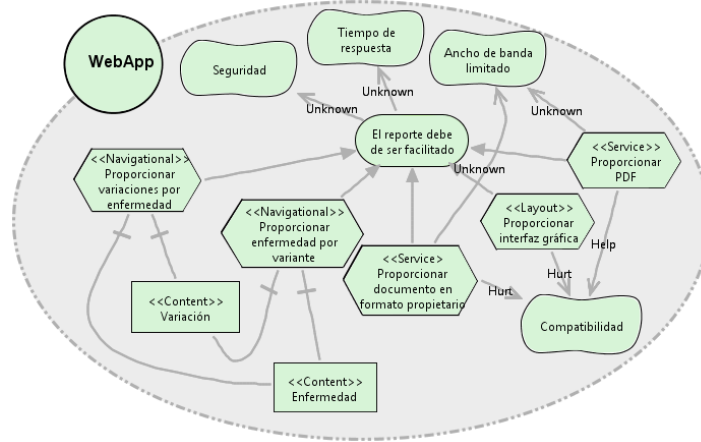 WebApp
Seguridad
Tiempo de
respuesta
Ancho de banda
limitado
Unknown
Unknown
Unknown
El reporte debe
de ser facilitado
<<Service>>
Proporcionar
PDF
<<Navigational>>
Proporcionar
variaciones por
enfermedad
Unknown
<<Navigational>>
Proporcionar
enfermedad por
variante
<<Layout>>
Proporcionar
interfaz gráfica
Help
<<Service>
Proporcionar
documento en
formato propietario
Hurt
Hurt
<<Content>>
Variación
Compatibilidad
<<Content>>
Enfermedad